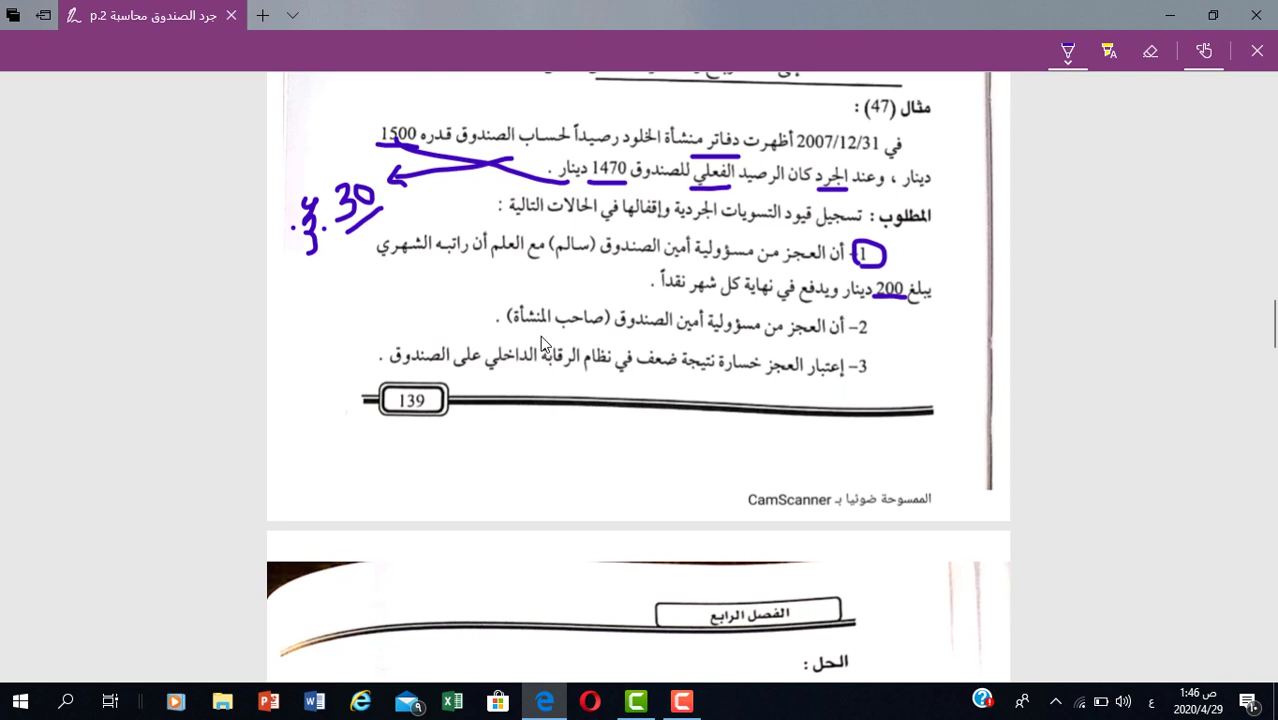 جرد الصندوق محاسبة p.2
مثال (47) :
في 2007/12/31 أظهرت دفاتر منشأة الخلود رصيداً لحساب الصندوق قدره 1500
دينار ، وعند الجرد كان الرصيد الفعلي للصندوق 1470 دينار .
30
المطلوب : تسجيل قيود التسويات الجردية وإقفالها في الحالات التالية :
1- أن العجز من مسؤولية أمين الصندوق (سالم) مع العلم أن راتبه الشهري
يبلغ 200 دينار ويدفع في نهاية كل شهر نقداً .
2- أن العجز من مسؤولية أمين الصندوق (صاحب المنشأة) .
3- إعتبار العجز خسارة نتيجة ضعف في نظام الرقابة الداخلي على الصندوق .
139
الممسوحة ضوئيا بـ CamScanner
الفصل الرابع
الحل :
ص 1:46
2020/4/29